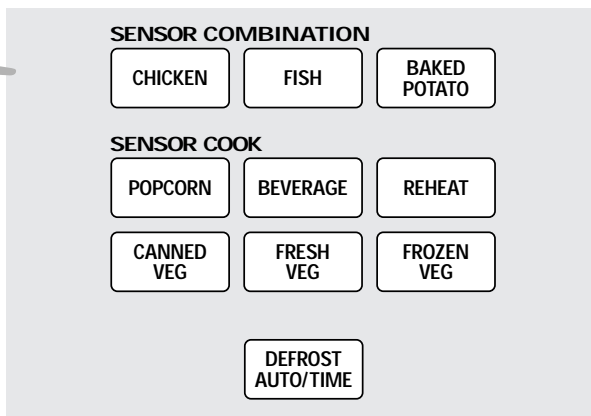 SENSOR COMBINATION
CHICKEN
FISH
BAKED
POTATO
SENSOR COOK
POPCORN
BEVERAGE
REHEAT
CANNED
VEG
FRESH
VEG
FROZEN
VEG
DEFROST
AUTO/TIME